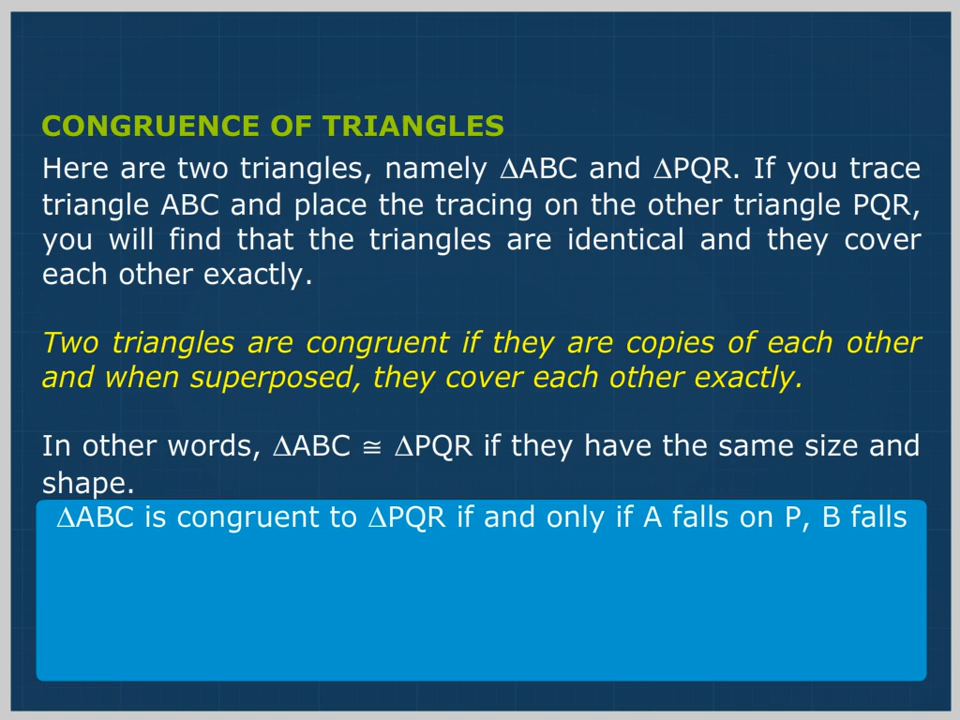 CONGRUENCE OF TRIANGLES
Here are two triangles, namely ∆ABC and ∆PQR. If you trace
triangle ABC and place the tracing on the other triangle PQR,
you will find that the triangles are identical and they cover
each other exactly.
Two triangles are congruent if they are copies of each other
and when superposed, they cover each other exactly.
In other words, ∆ABC ≅ ∆PQR if they have the same size and
shape.
∆ABC is congruent to ∆PQR if and only if A falls on P, B falls